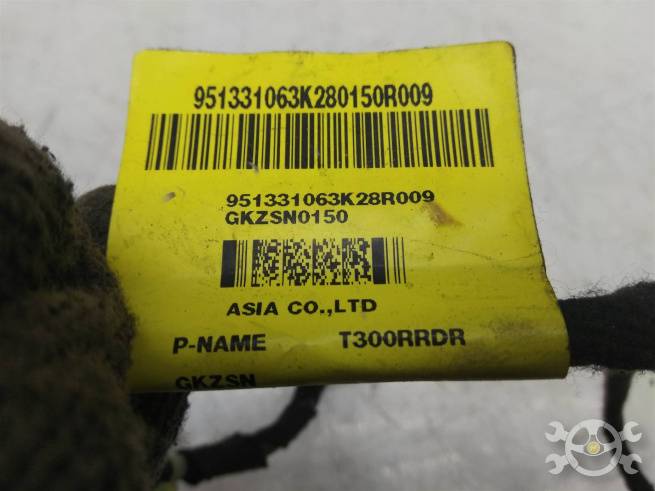 951331063K280150R009
951331063K28R009
GKZSN0150
ASIA CO.,LTD
P-NAME T300RRDR
GKZSN